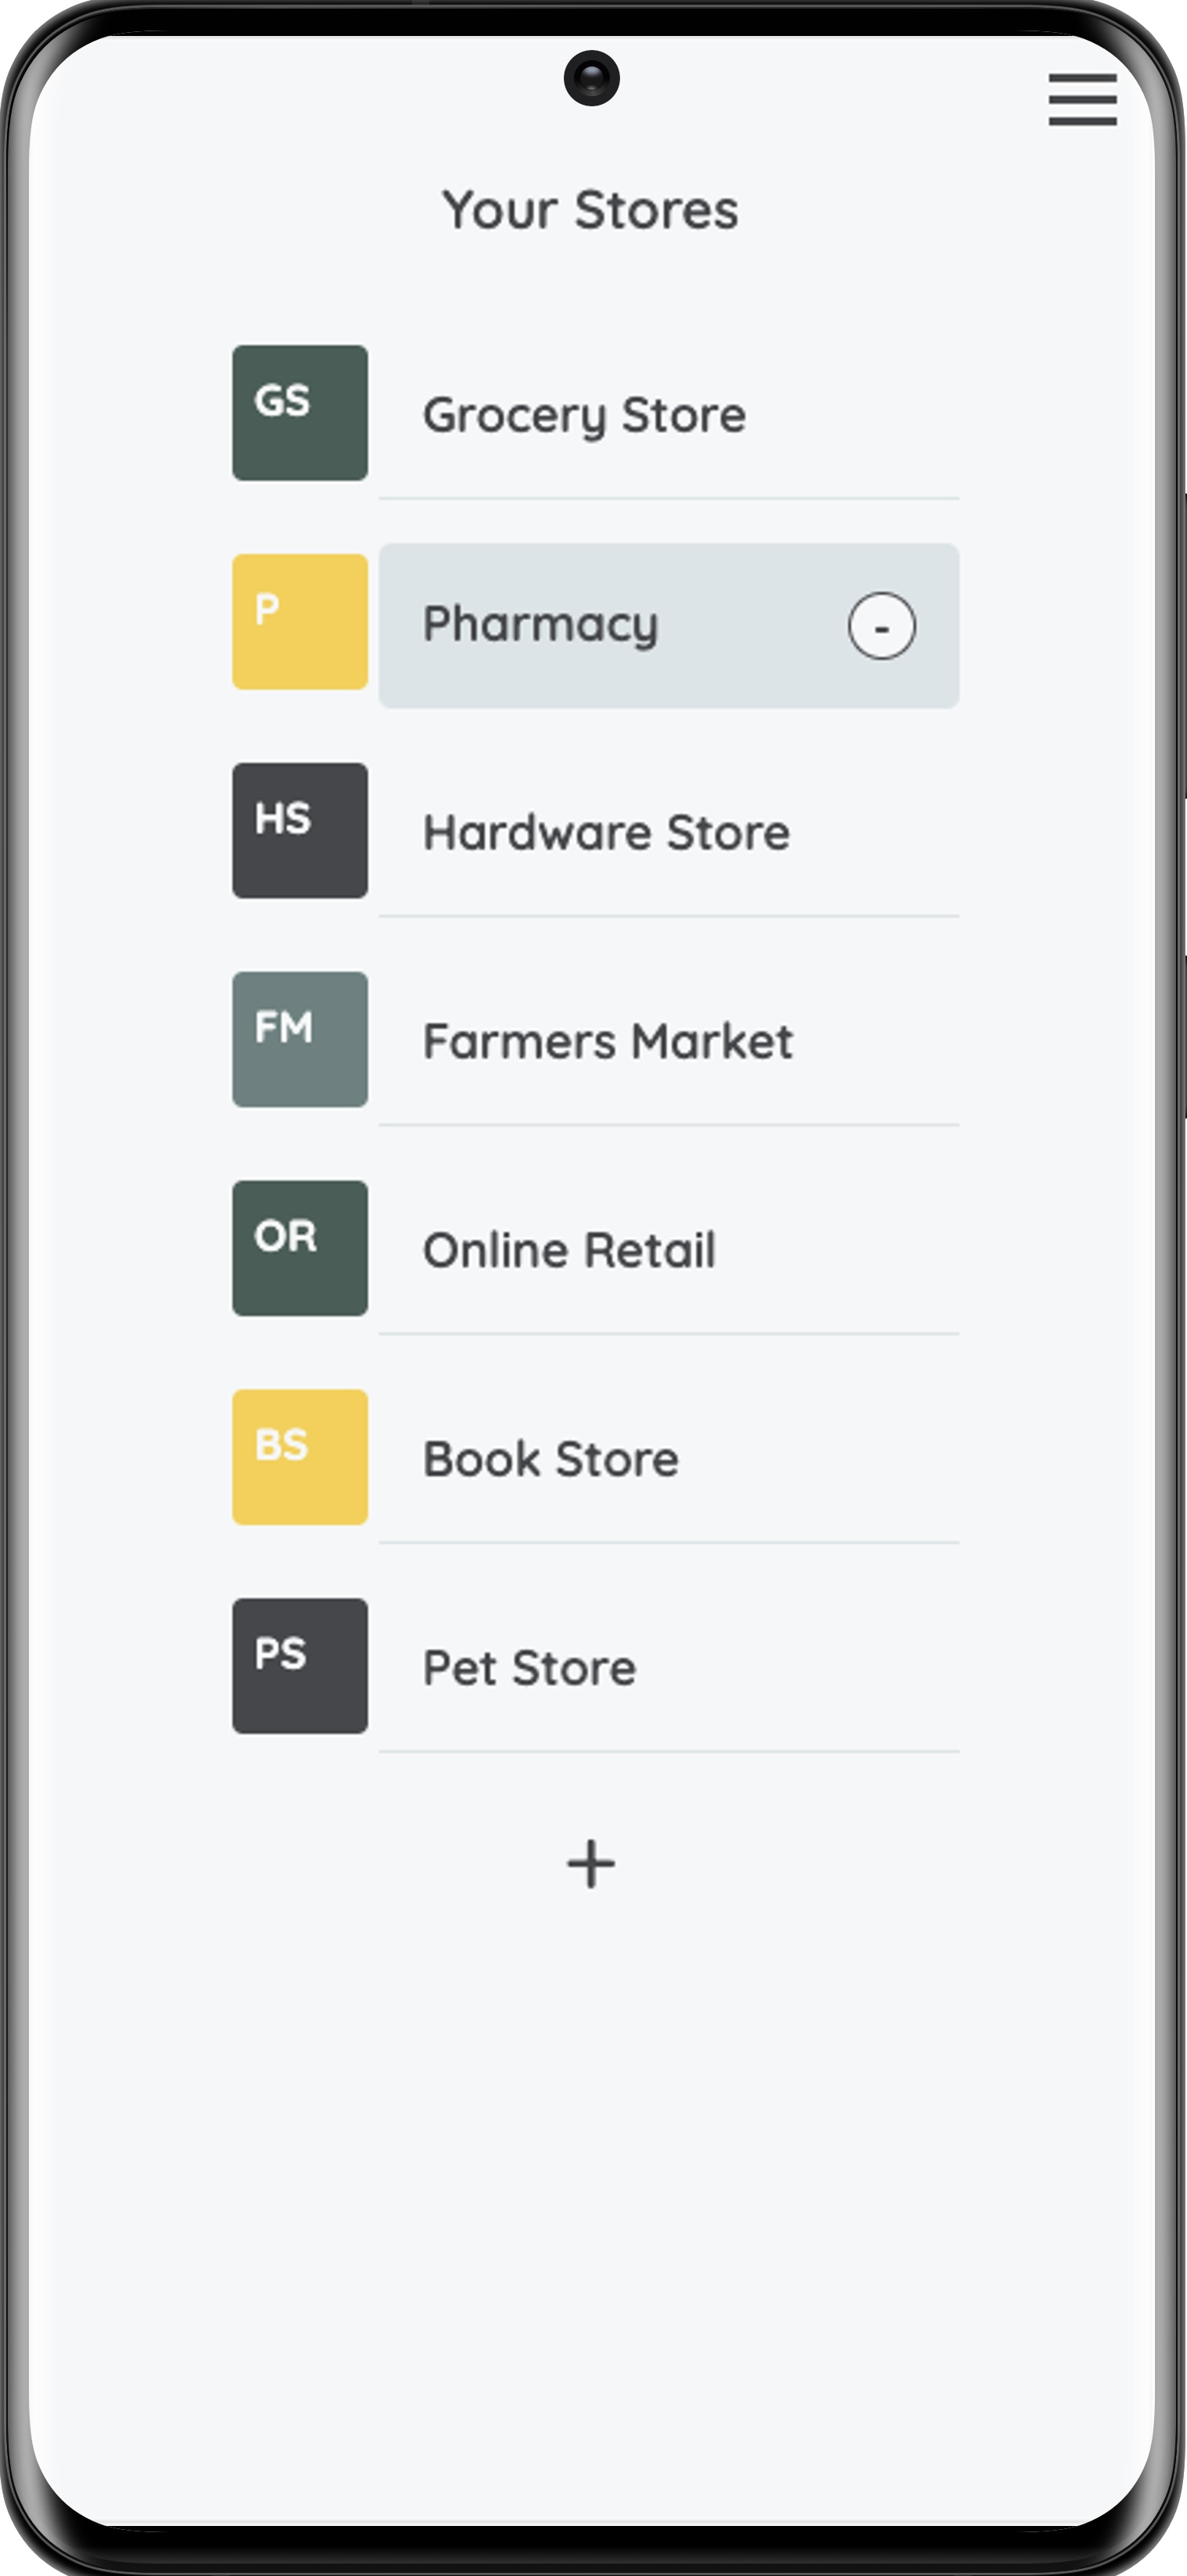 Your Stores
GS
Grocery Store
P
Pharmacy
-
HS
Hardware Store
FM
Farmers Market
OR
Online Retail
BS
Book Store
PS
Pet Store
+